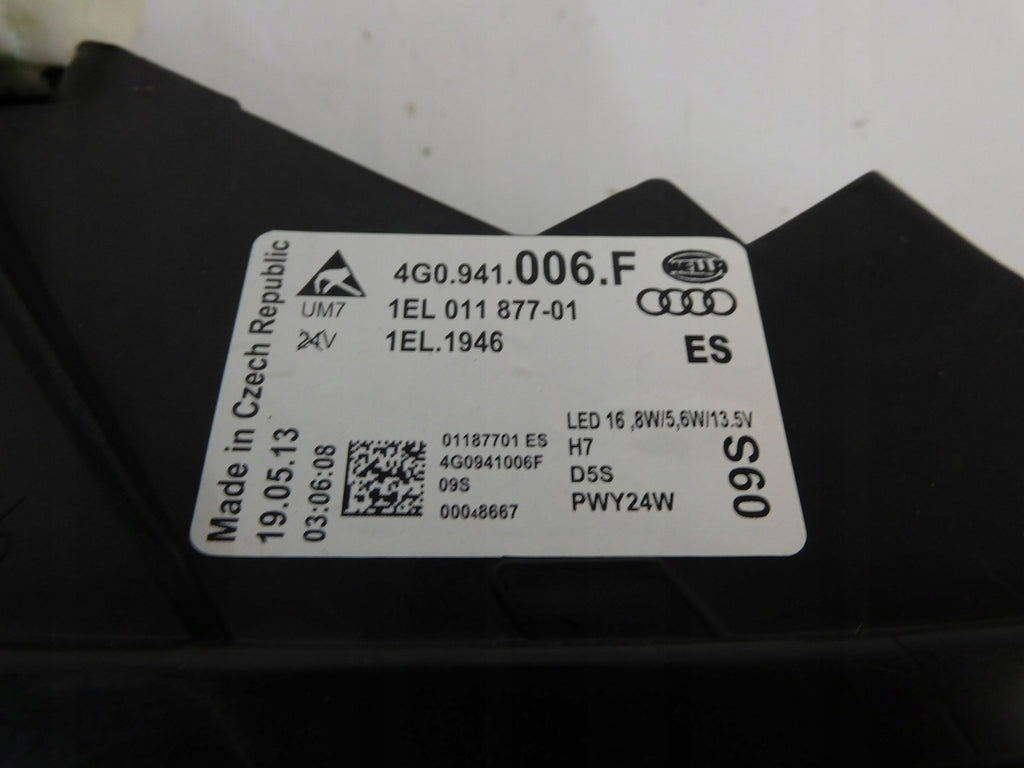 Made in Czech Republic
19.05.13
03:06:08
UM7
24V
4G0.941.006.F
1EL 011 877-01
1EL.1946
HELLA
ES
01187701 ES
4G0941006F
09S
00048667
LED 16 ,8W/5,6W/13.5V
H7
D5S
PWY24W
09S